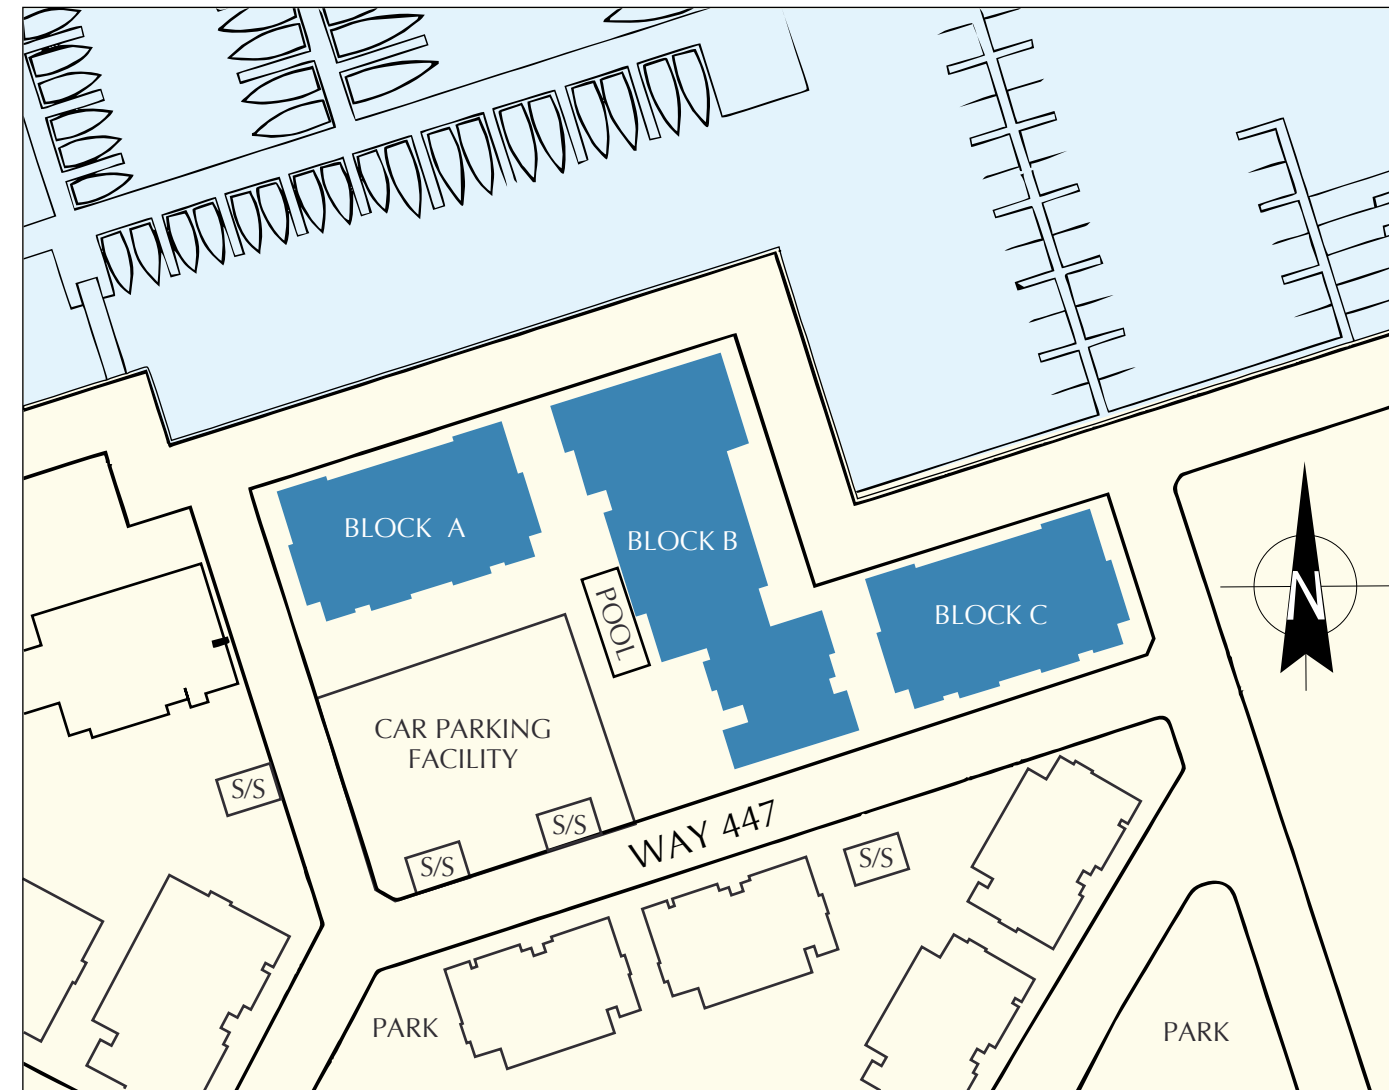 BLOCK A
BLOCK B
POOL
BLOCK C
N
CAR PARKING
FACILITY
S/S
S/S
S/S
WAY 447
S/S
PARK
PARK